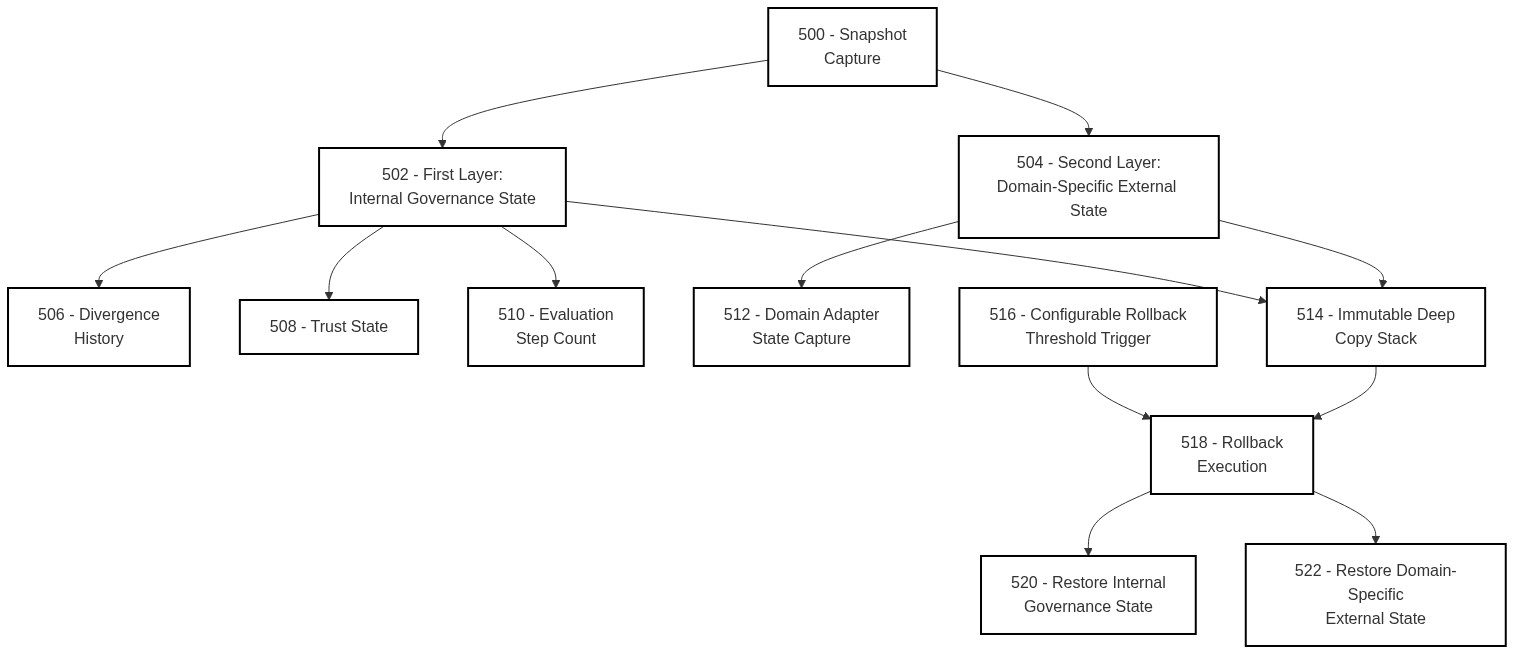 500 - Snapshot
Capture
502 - First Layer:
Internal Governance State
504 - Second Layer:
Domain-Specific External
State
506 - Divergence
History
508 - Trust State
510 - Evaluation
Step Count
512 - Domain Adapter
State Capture
516 - Configurable Rollback
Threshold Trigger
514 - Immutable Deep
Copy Stack
518 - Rollback
Execution
520 - Restore Internal
Governance State
522 - Restore Domain-
Specific
External State